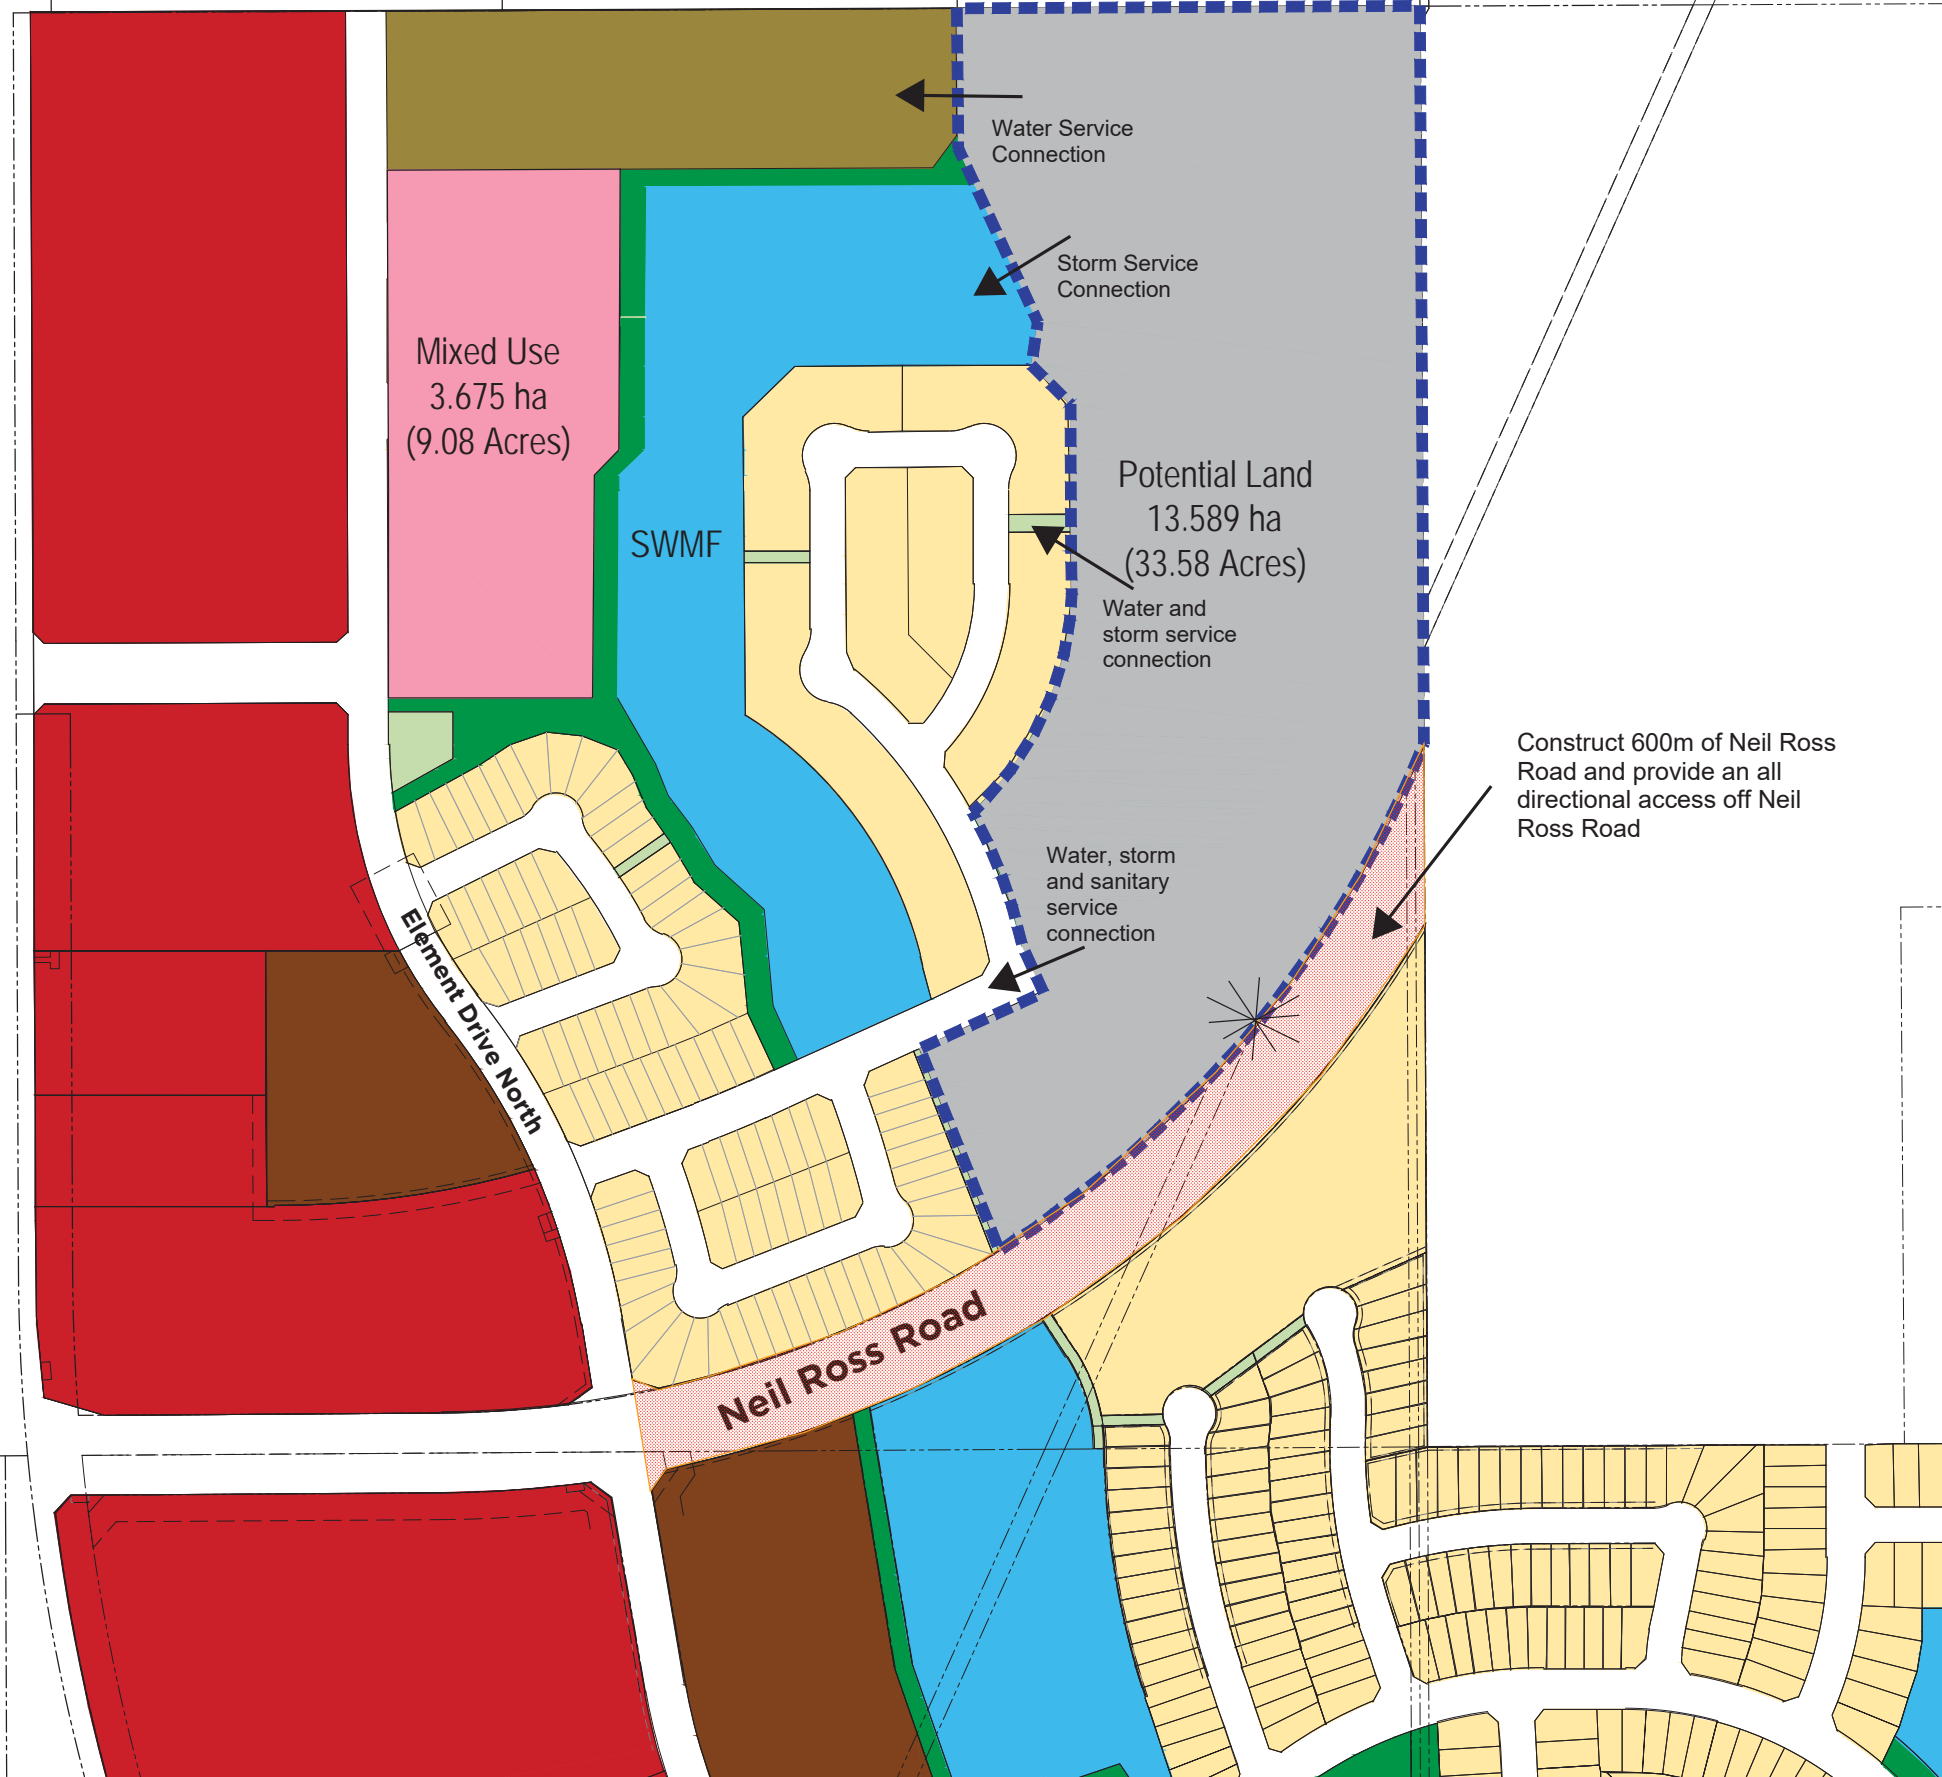 Water Service
Connection
Storm Service
Connection
Mixed Use
3.675 ha
(9.08 Acres)
Potential Land
13.589 ha
(33.58 Acres)
SWMF
Water and
storm service
connection
Construct 600m of Neil Ross
Road and provide an all
directional access off Neil
Ross Road
Water, storm
and sanitary
service
connection
Element Drive North
Neil Ross Road